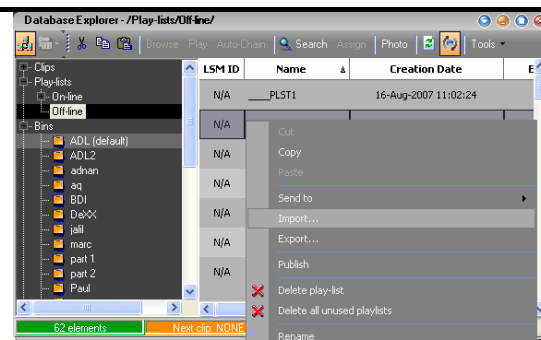 Database Explorer - /Play-lists/Off-line/
Browse Play Auto-Chain Search Assign Photo Tools
Clips
Play-lists
On-line
Off-line
Bins
ADL (default)
ADL2
adnan
aq
BDI
DeXX
jalil
marc
part 1
part 2
Paul
LSM ID Name Creation Date E
N/A ____PLST1 16-Aug-2007 11:02:24
N/A
N/A
N/A
N/A
N/A
N/A
Cut
Copy
Paste
Send to
Import...
Export...
Publish
Delete play-list
Delete all unused playlists
Rename
62 elements Next clip: NONE